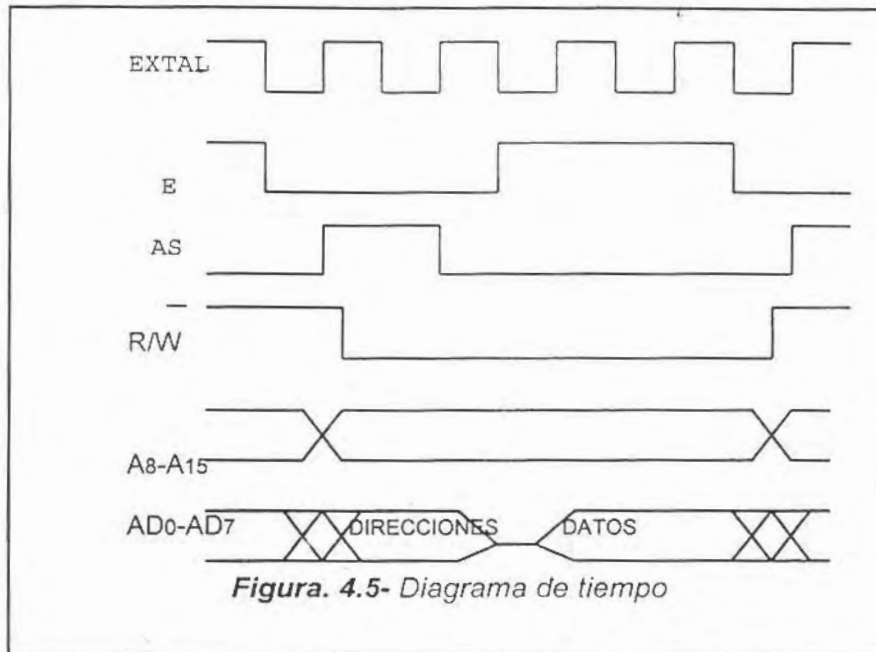 EXTAL
E
AS
R/W̅
A8-A15
AD0-AD7 DIRECCIONES DATOS
Figura. 4.5- Diagrama de tiempo